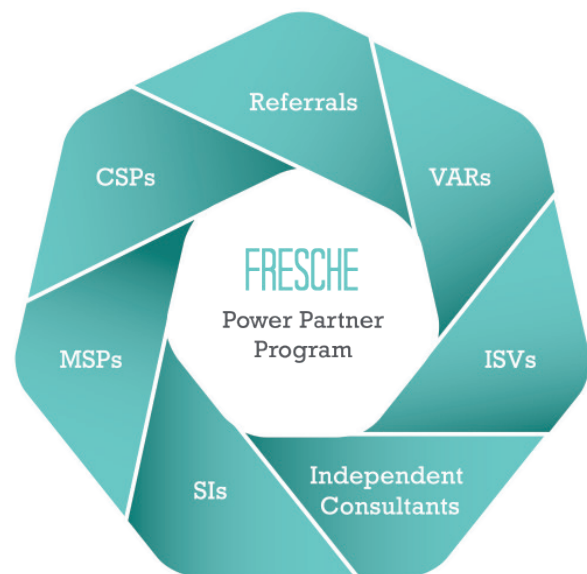 Referrals
VARs
ISVs
Independent
Consultants
SIs
MSPs
CSPs
FRESCHE
Power Partner
Program